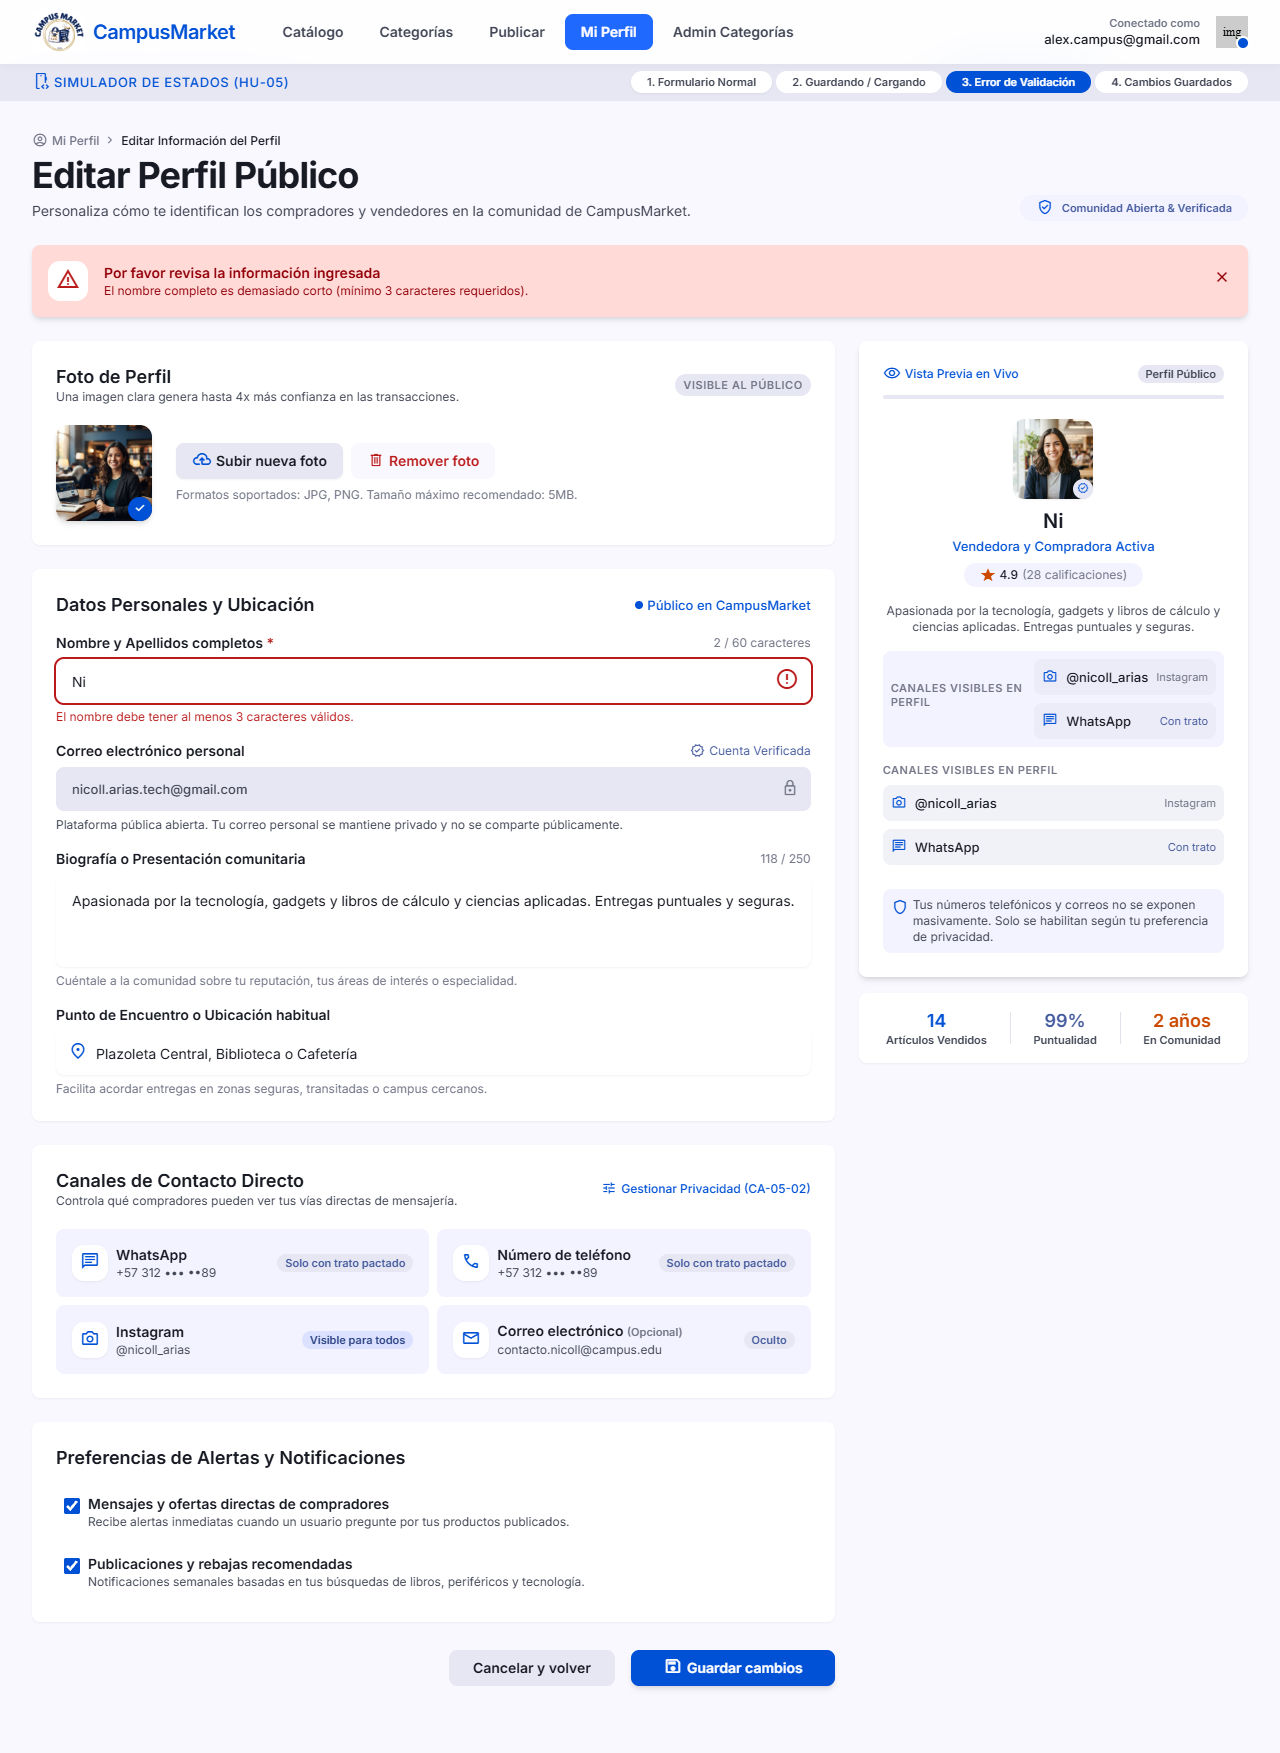 CAMPUS MARKET
CampusMarket
Catálogo
Categorías
Publicar
Mi Perfil
Admin Categorías
Conectado como
alex.campus@gmail.com
img
SIMULADOR DE ESTADOS (HU-05)
1. Formulario Normal
2. Guardando / Cargando
3. Error de Validación
4. Cambios Guardados
Mi Perfil > Editar Información del Perfil
Editar Perfil Público
Personaliza cómo te identifican los compradores y vendedores en la comunidad de CampusMarket.
Comunidad Abierta & Verificada
Por favor revisa la información ingresada
El nombre completo es demasiado corto (mínimo 3 caracteres requeridos).
Foto de Perfil
Una imagen clara genera hasta 4x más confianza en las transacciones.
VISIBLE AL PÚBLICO
Subir nueva foto
Remover foto
Formatos soportados: JPG, PNG. Tamaño máximo recomendado: 5MB.
Datos Personales y Ubicación
Público en CampusMarket
Nombre y Apellidos completos *
2 / 60 caracteres
Ni
El nombre debe tener al menos 3 caracteres válidos.
Correo electrónico personal
Cuenta Verificada
nicoll.arias.tech@gmail.com
Plataforma pública abierta. Tu correo personal se mantiene privado y no se comparte públicamente.
Biografía o Presentación comunitaria
118 / 250
Apasionada por la tecnología, gadgets y libros de cálculo y ciencias aplicadas. Entregas puntuales y seguras.
Cuéntale a la comunidad sobre tu reputación, tus áreas de interés o especialidad.
Punto de Encuentro o Ubicación habitual
Plazoleta Central, Biblioteca o Cafetería
Facilita acordar entregas en zonas seguras, transitadas o campus cercanos.
Canales de Contacto Directo
Controla qué compradores pueden ver tus vías directas de mensajería.
Gestionar Privacidad (CA-05-02)
WhatsApp
+57 312 ••• ••89
Solo con trato pactado
Número de teléfono
+57 312 ••• ••89
Solo con trato pactado
Instagram
@nicoll_arias
Visible para todos
Correo electrónico (Opcional)
contacto.nicoll@campus.edu
Oculto
Preferencias de Alertas y Notificaciones
Mensajes y ofertas directas de compradores
Recibe alertas inmediatas cuando un usuario pregunte por tus productos publicados.
Publicaciones y rebajas recomendadas
Notificaciones semanales basadas en tus búsquedas de libros, periféricos y tecnología.
Cancelar y volver
Guardar cambios
Vista Previa en Vivo
Perfil Público
Ni
Vendedora y Compradora Activa
4.9 (28 calificaciones)
Apasionada por la tecnología, gadgets y libros de cálculo y
ciencias aplicadas. Entregas puntuales y seguras.
CANALES VISIBLES EN
PERFIL
@nicoll_arias Instagram
WhatsApp Con trato
CANALES VISIBLES EN PERFIL
@nicoll_arias Instagram
WhatsApp Con trato
Tus números telefónicos y correos no se exponen
masivamente. Solo se habilitan según tu preferencia
de privacidad.
14
Artículos Vendidos
99%
Puntualidad
2 años
En Comunidad